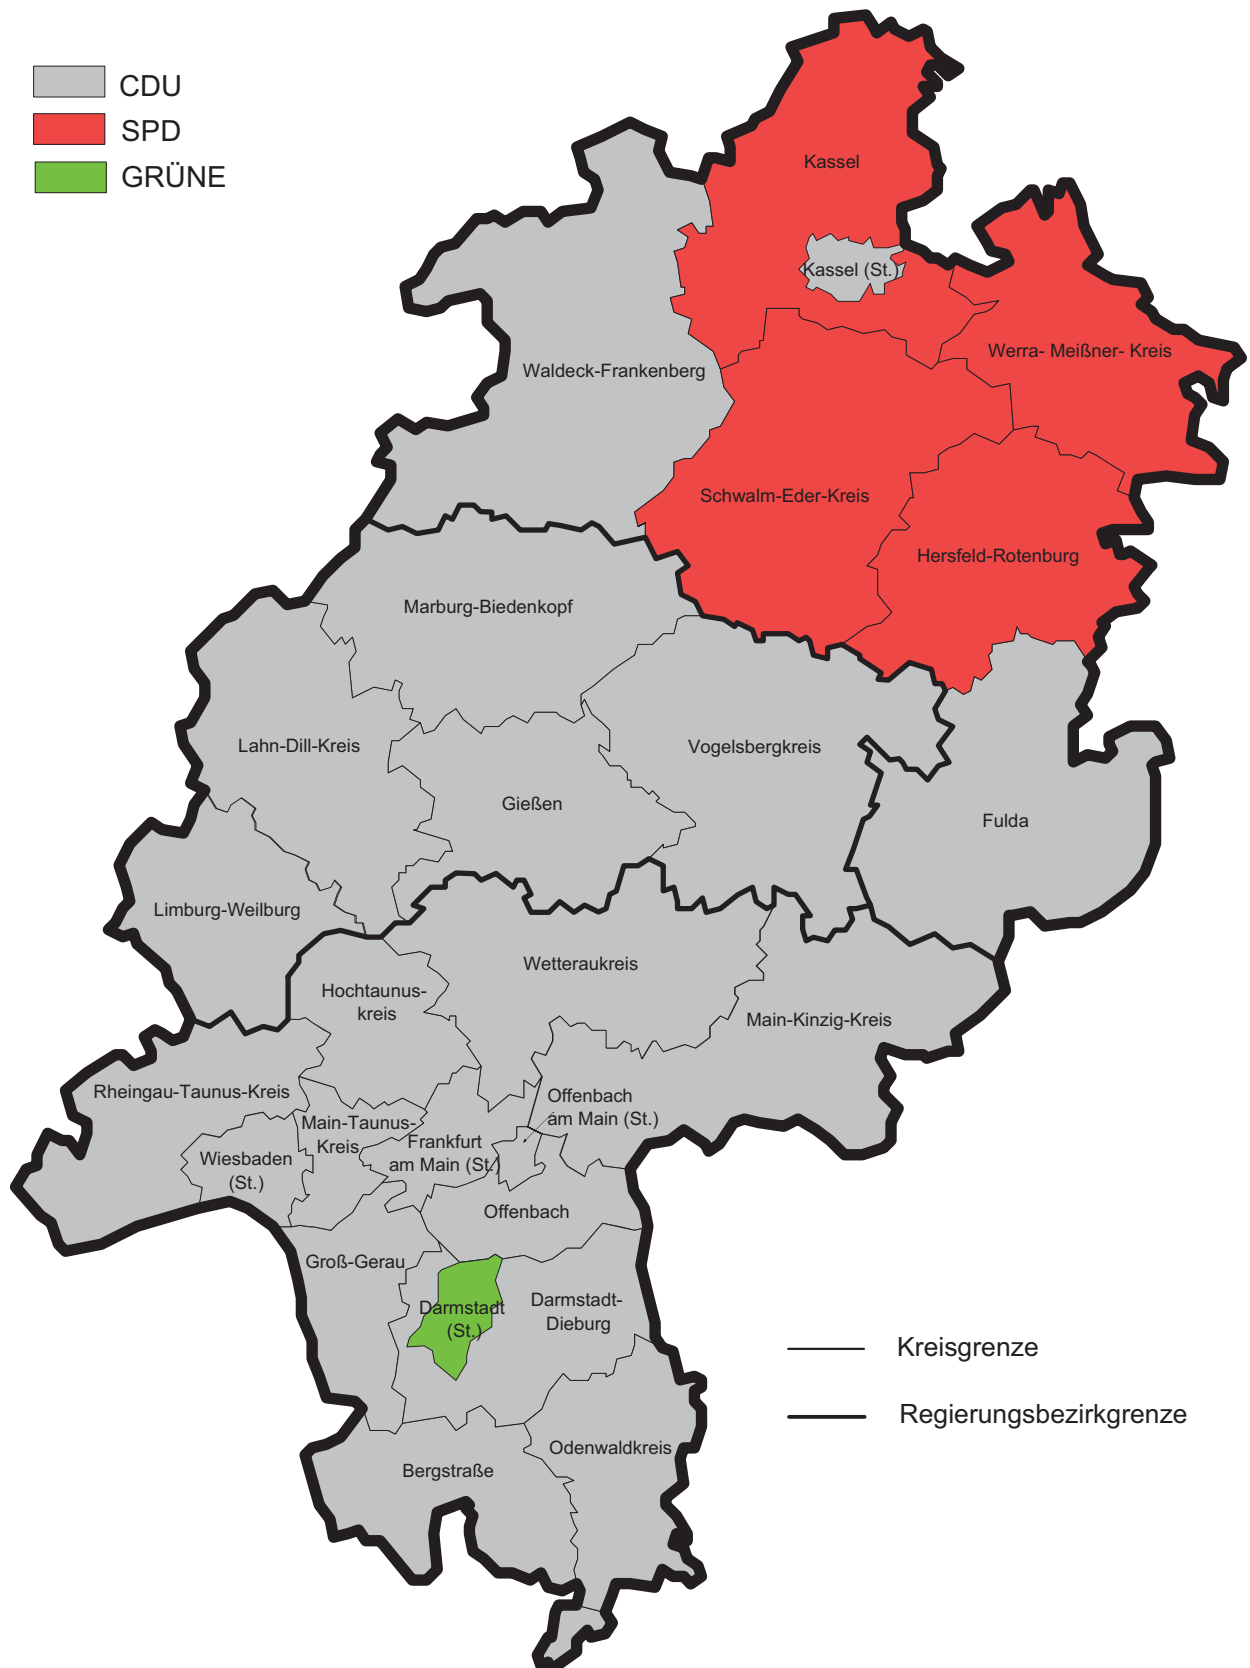 CDU
SPD
GRÜNE
Kassel
Kassel (St.)
Werra- Meißner- Kreis
Waldeck-Frankenberg
Schwalm-Eder-Kreis
Hersfeld-Rotenburg
Marburg-Biedenkopf
Lahn-Dill-Kreis
Vogelsbergkreis
Gießen
Fulda
Limburg-Weilburg
Wetteraukreis
Hochtaunus-
kreis
Main-Kinzig-Kreis
Rheingau-Taunus-Kreis
Offenbach
am Main (St.)
Main-Taunus-
Kreis
Frankfurt
am Main (St.)
Wiesbaden
(St.)
Offenbach
Groß-Gerau
Darmstadt
(St.)
Darmstadt-
Dieburg
Kreisgrenze
Regierungsbezirkgrenze
Odenwaldkreis
Bergstraße